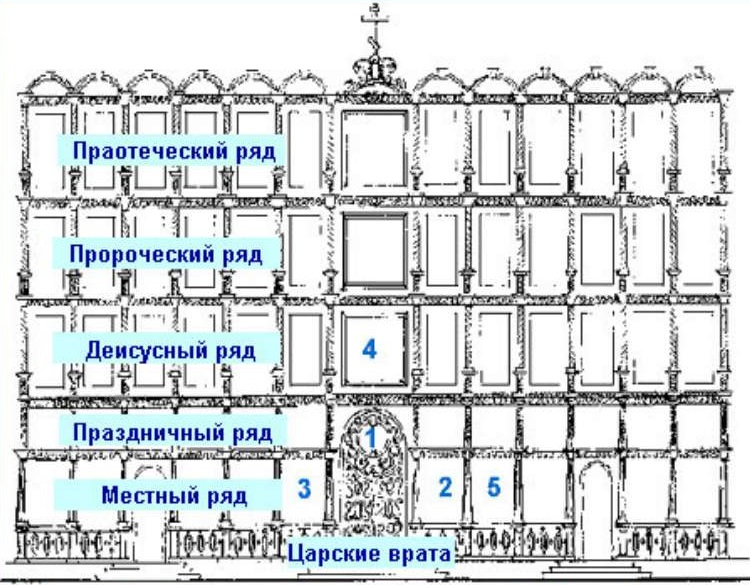 Праотеческий ряд
Пророческий ряд
Деисусный ряд
4
Праздничный ряд
1
Местный ряд
3
2
5
Царские врата